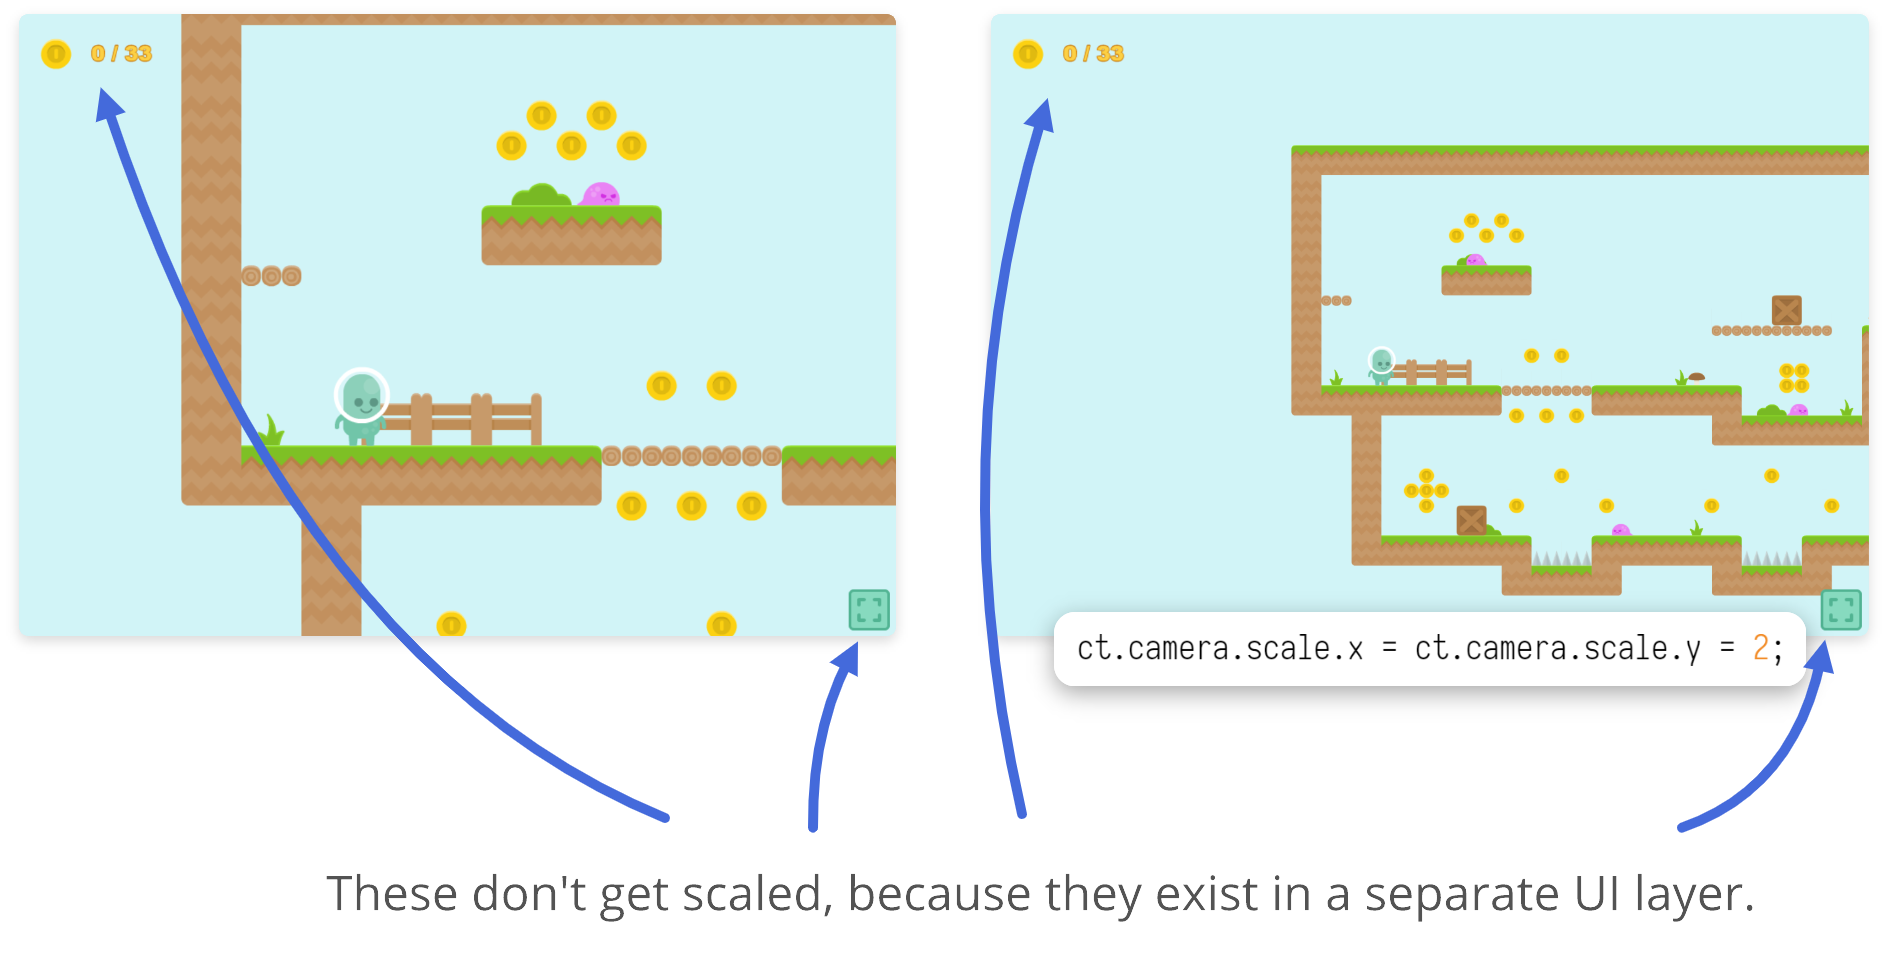 0 / 33
0 / 33
ct.camera.scale.x = ct.camera.scale.y = 2;
These don't get scaled, because they exist in a separate UI layer.